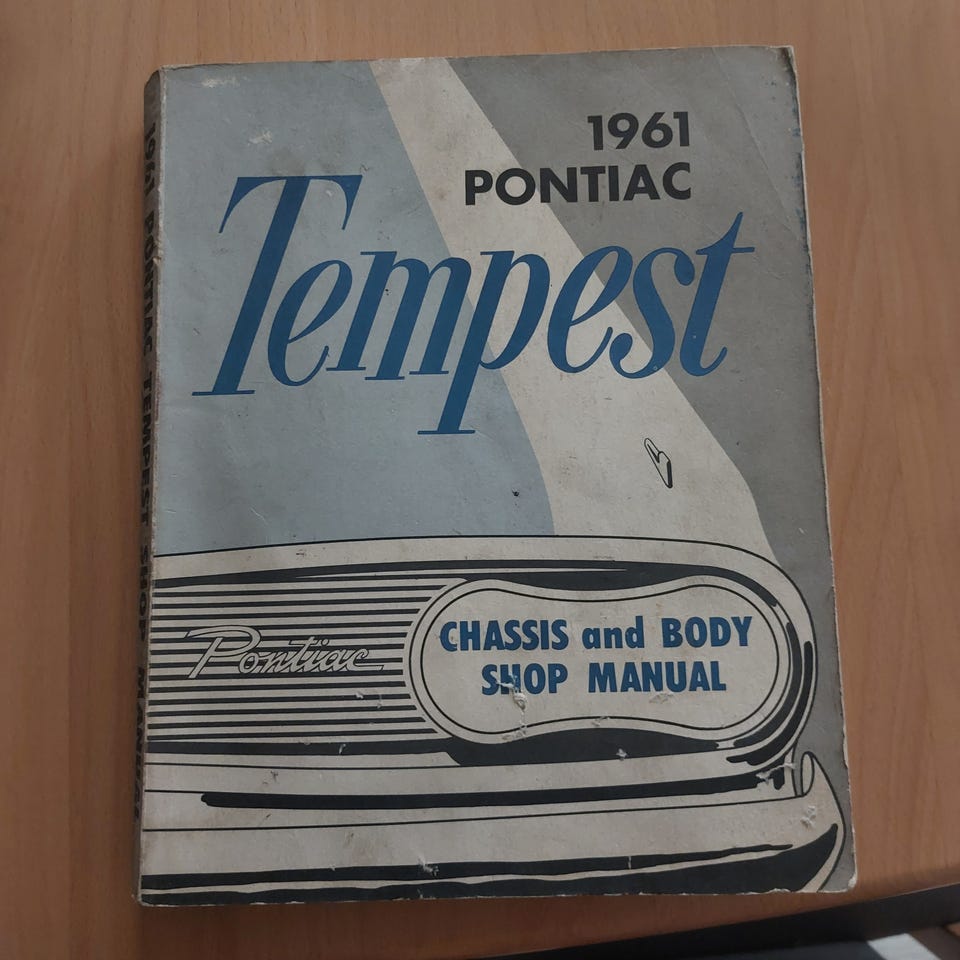 1961
PONTIAC
Tempest
Pontiac
CHASSIS and BODY
SHOP MANUAL
1961 PONTIAC TEMPEST SHOP MANUAL